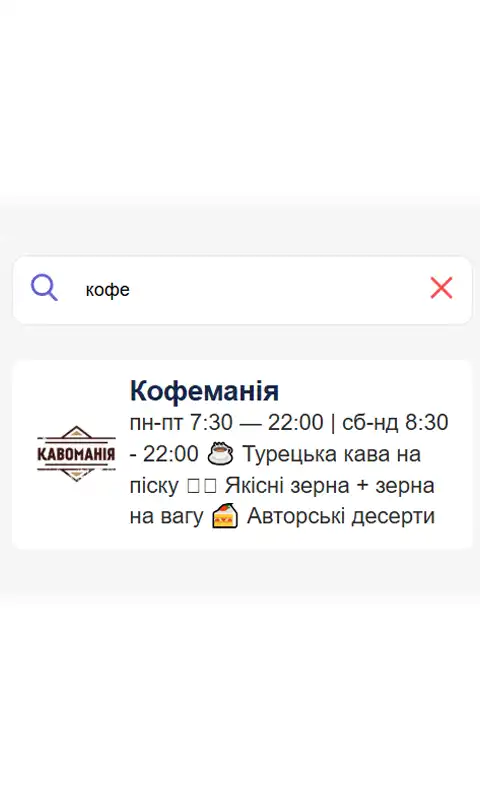 кофе
Кофеманія
КАВОМАНІЯ
пн-пт 7:30 — 22:00 | сб-нд 8:30
- 22:00 ☕ Турецька кава на
піску Якісні зерна + зерна
на вагу 🍰 Авторські десерти